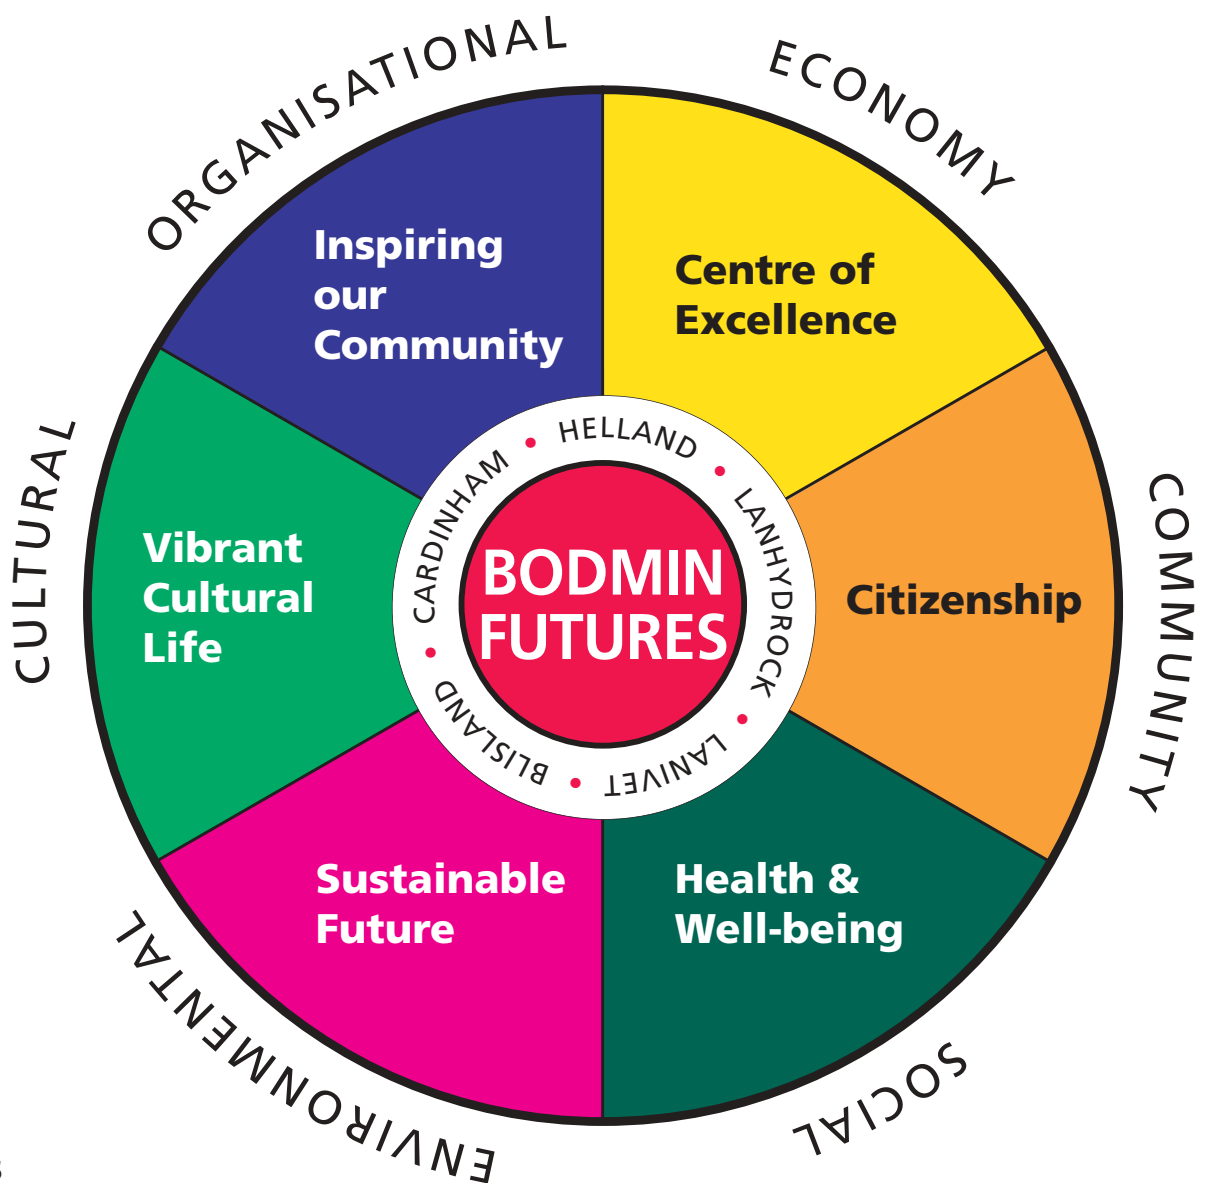 ORGANISATIONAL
ECONOMY
COMMUNITY
SOCIAL
ENVIRONMENTAL
CULTURAL
Inspiring
our
Community
Centre of
Excellence
Citizenship
Health &
Well-being
Sustainable
Future
Vibrant
Cultural
Life
HELLAND • LANHYDROCK • LANIVET • BLISLAND • CARDINHAM •
BODMIN
FUTURES